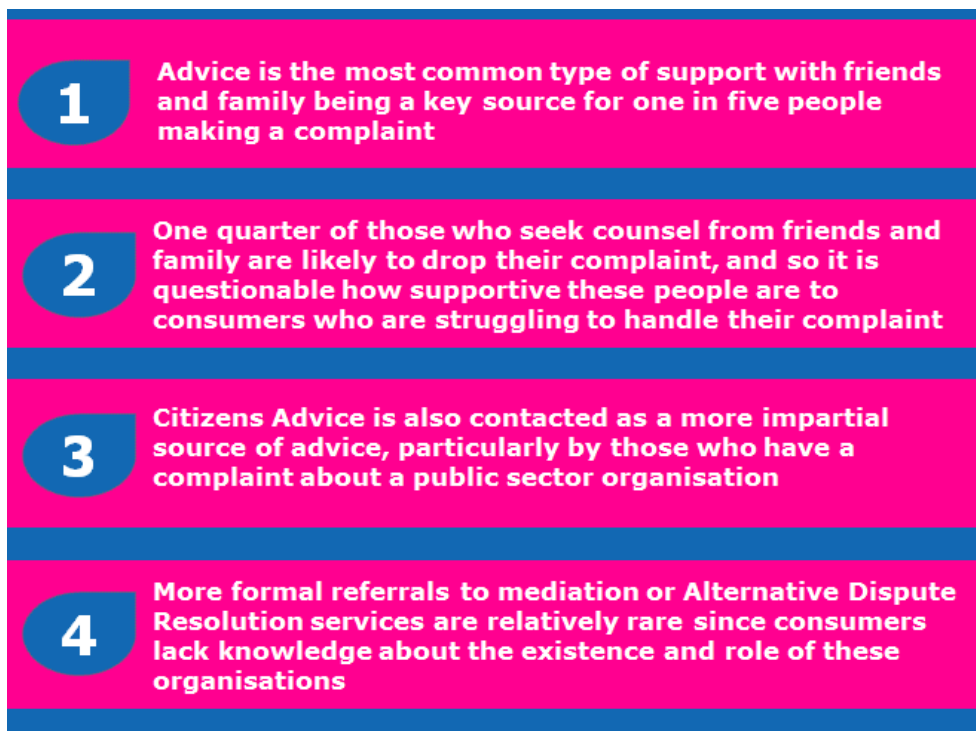 1
Advice is the most common type of support with friends
and family being a key source for one in five people
making a complaint
2
One quarter of those who seek counsel from friends and
family are likely to drop their complaint, and so it is
questionable how supportive these people are to
consumers who are struggling to handle their complaint
3
Citizens Advice is also contacted as a more impartial
source of advice, particularly by those who have a
complaint about a public sector organisation
4
More formal referrals to mediation or Alternative Dispute
Resolution services are relatively rare since consumers
lack knowledge about the existence and role of these
organisations